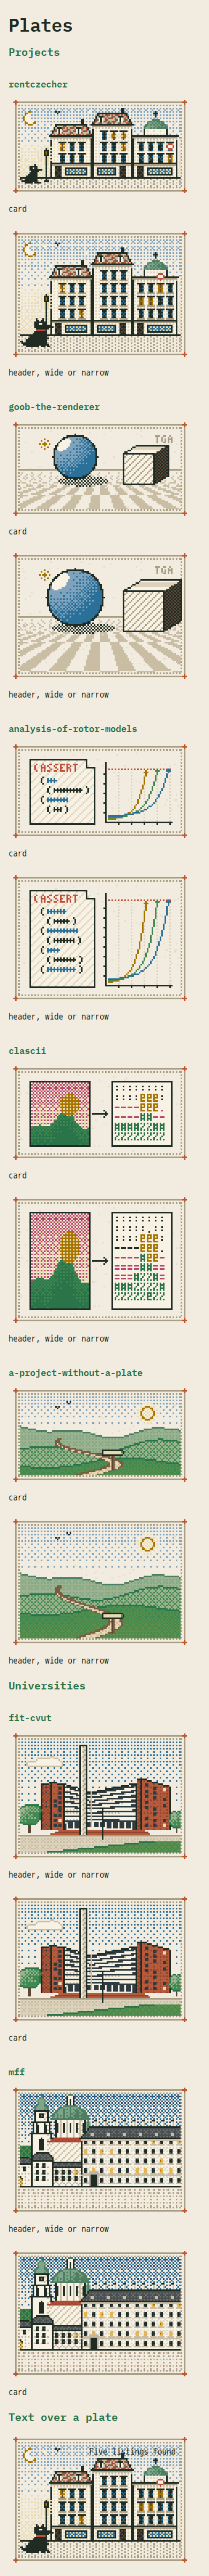 Plates
Projects
rentczecher
card
header, wide or narrow
goob-the-renderer
TGA
card
TGA
header, wide or narrow
analysis-of-rotor-models
(ASSERT
card
(ASSERT
header, wide or narrow
clascii
card
header, wide or narrow
a-project-without-a-plate
card
header, wide or narrow
Universities
fit-cvut
header, wide or narrow
card
mff
header, wide or narrow
card
Text over a plate
Five listings found